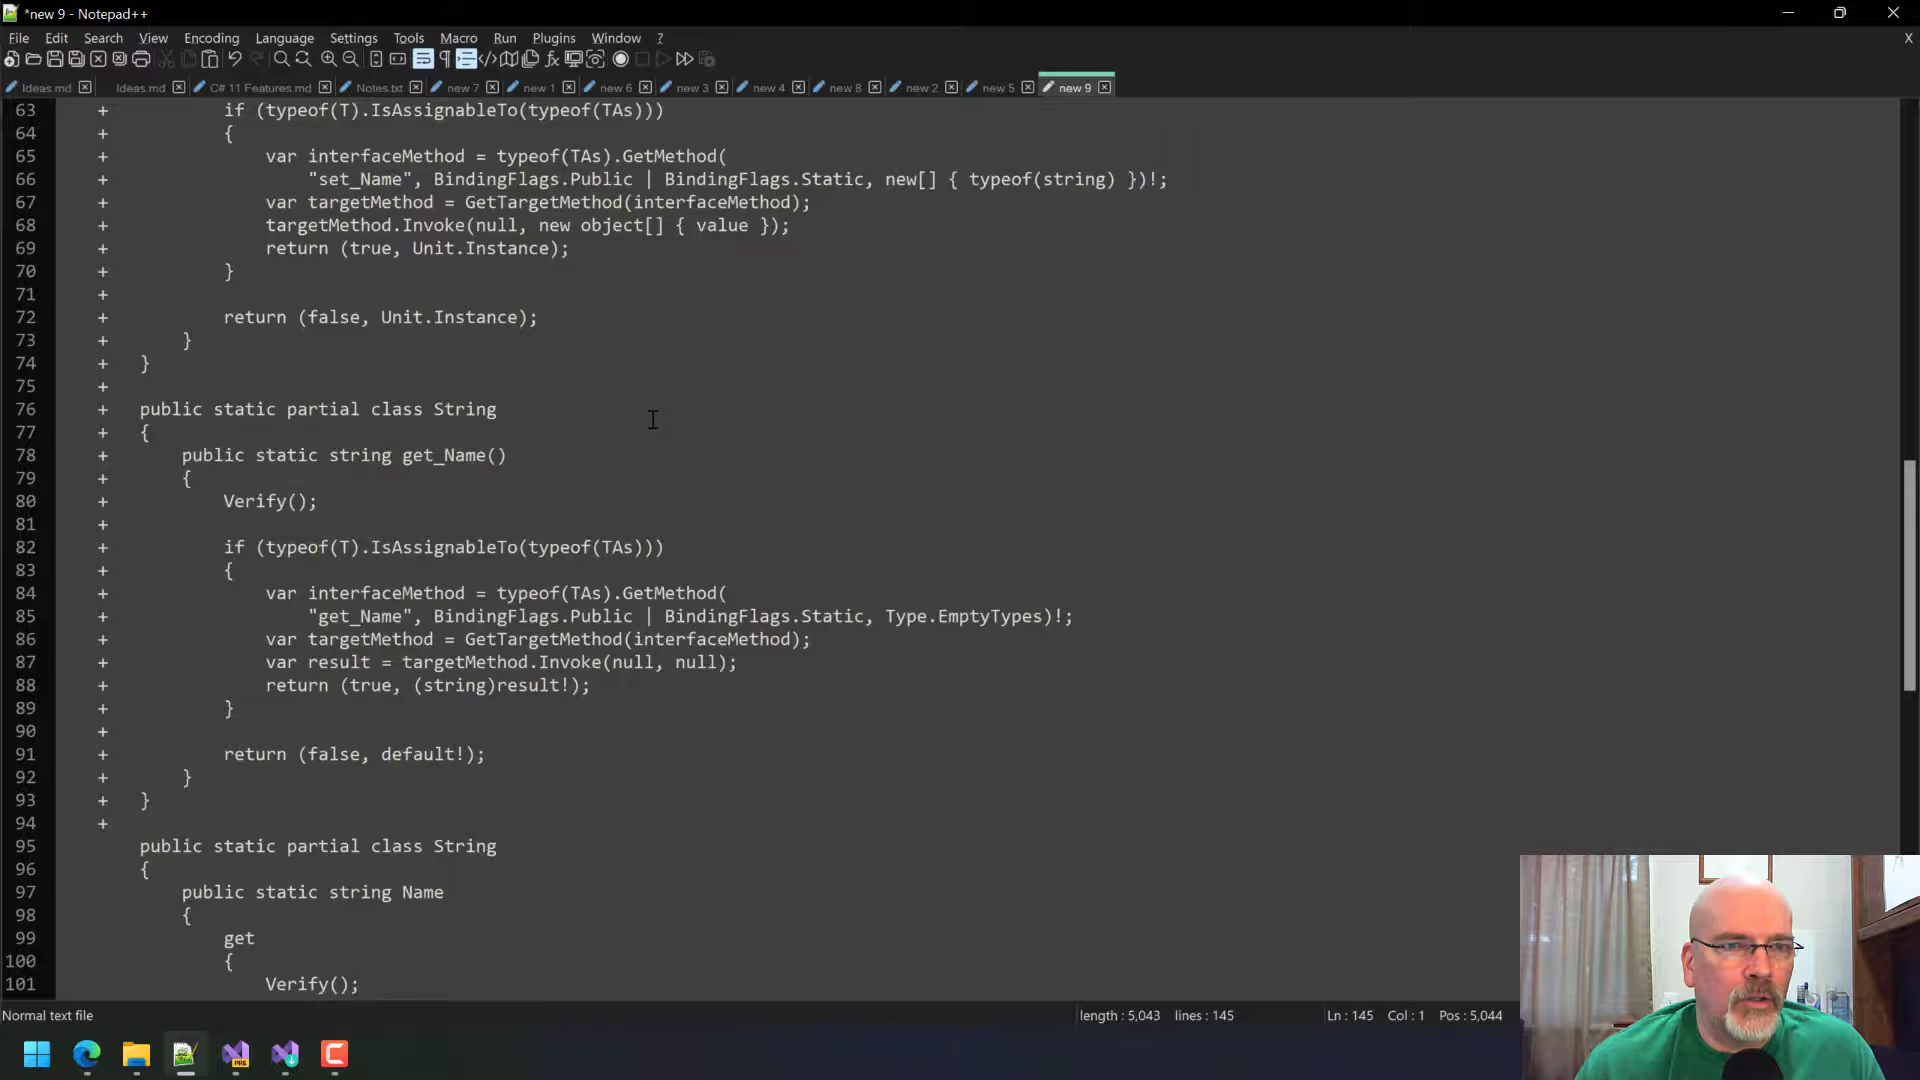 *new 9 - Notepad++
File Edit Search View Encoding Language Settings Tools Macro Run Plugins Window ? X
Ideas.md Ideas.md C# 11 Features.md Notes.txt new 7 new 1 new 6 new 3 new 4 new 8 new 2 new 5 new 9
63 + if (typeof(T).IsAssignableTo(typeof(TAs)))
64 + {
65 + var interfaceMethod = typeof(TAs).GetMethod(
66 + "set_Name", BindingFlags.Public | BindingFlags.Static, new[] { typeof(string) })!;
67 + var targetMethod = GetTargetMethod(interfaceMethod);
68 + targetMethod.Invoke(null, new object[] { value });
69 + return (true, Unit.Instance);
70 + }
71 +
72 + return (false, Unit.Instance);
73 + }
74 + }
75 +
76 + public static partial class String
77 + {
78 + public static string get_Name()
79 + {
80 + Verify();
81 +
82 + if (typeof(T).IsAssignableTo(typeof(TAs)))
83 + {
84 + var interfaceMethod = typeof(TAs).GetMethod(
85 + "get_Name", BindingFlags.Public | BindingFlags.Static, Type.EmptyTypes)!;
86 + var targetMethod = GetTargetMethod(interfaceMethod);
87 + var result = targetMethod.Invoke(null, null);
88 + return (true, (string)result!);
89 + }
90 +
91 + return (false, default!);
92 + }
93 + }
94 +
95 public static partial class String
96 {
97 public static string Name
98 {
99 get
100 {
101 Verify();
Normal text file length : 5,043 lines : 145 Ln : 145 Col : 1 Pos : 5,044
PRE